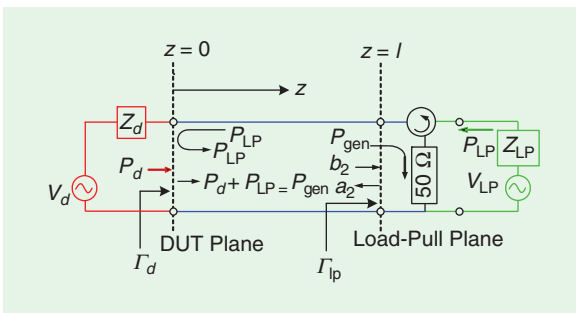 z = 0
z = l
z
Z_d
P_LP
P_LP
P_gen
P_LP
Z_LP
P_d
b_2
50 Ω
V_d
P_d + P_LP = P_gen
a_2
V_LP
DUT Plane
Load-Pull Plane
Γ_d
Γ_lp